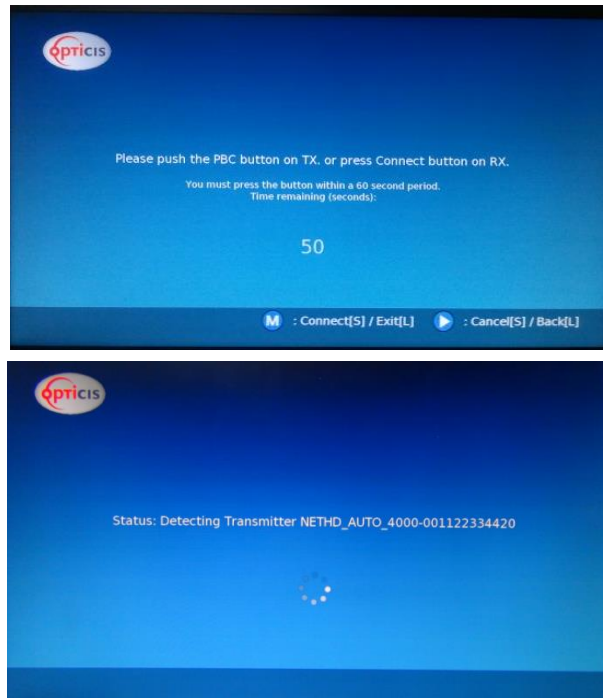 OPTICIS
Please push the PBC button on TX. or press Connect button on RX.
You must press the button within a 60 second period.
Time remaining (seconds):
50
M : Connect[S] / Exit[L] : Cancel[S] / Back[L]
OPTICIS
Status: Detecting Transmitter NETHD_AUTO_4000-001122334420